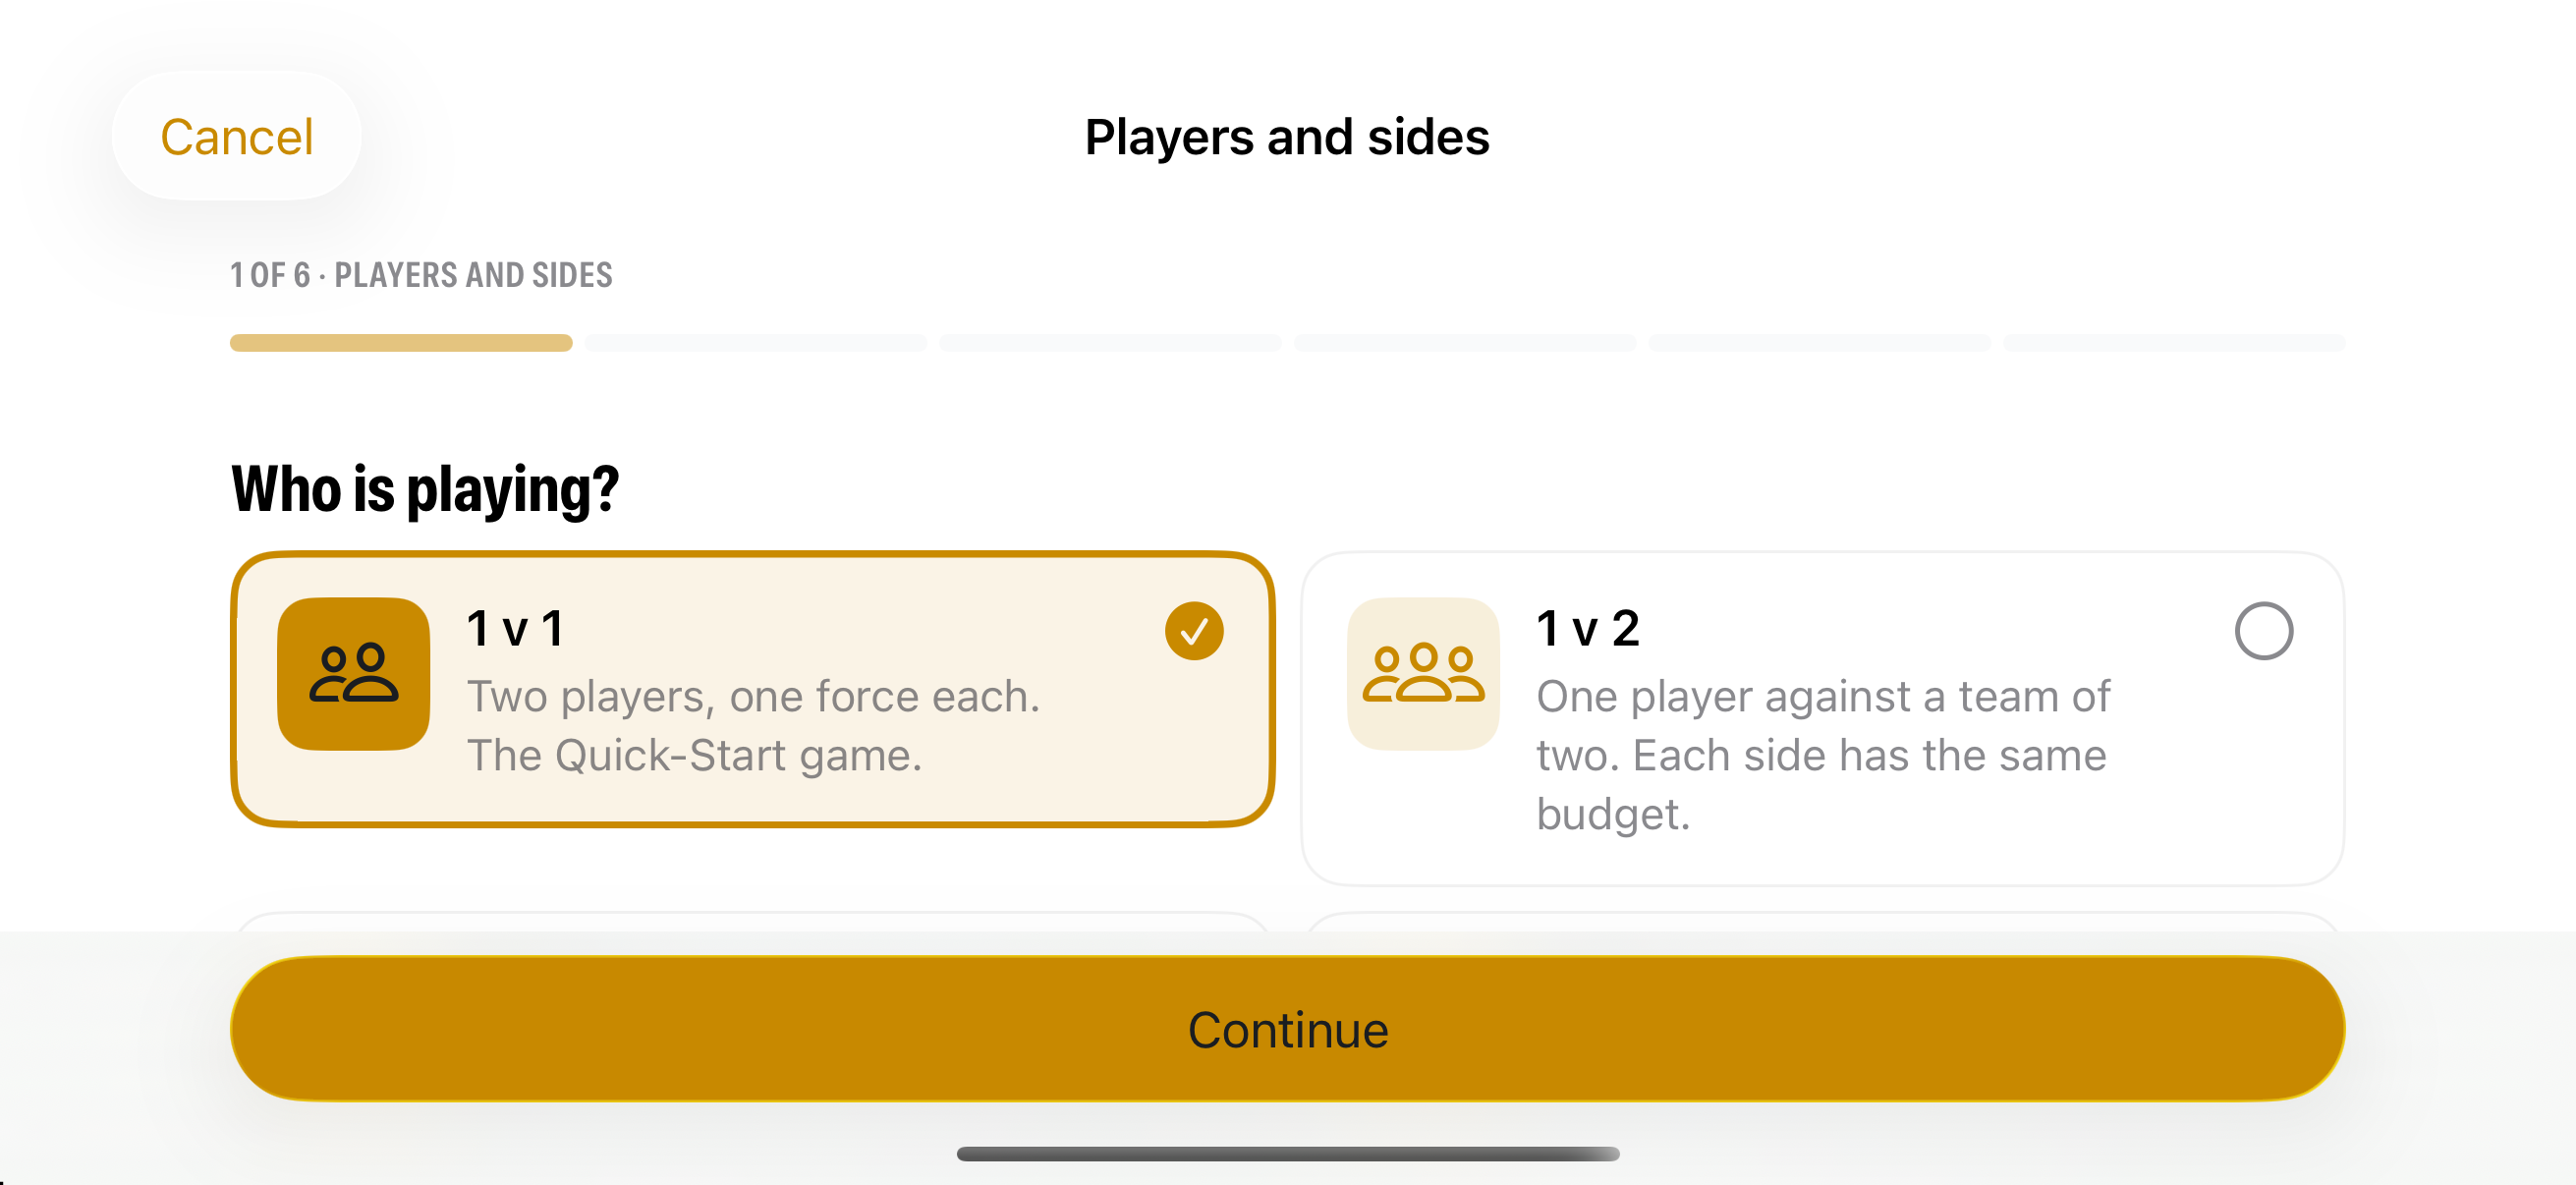 Cancel
Players and sides
1 OF 6 · PLAYERS AND SIDES
Who is playing?
1 v 1
Two players, one force each.
The Quick-Start game.
1 v 2
One player against a team of
two. Each side has the same
budget.
Continue